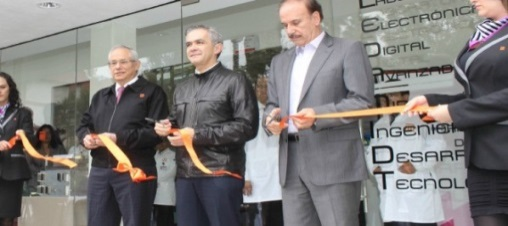 Electrónica
Digital
Avanzada
Ingeniería
Desarr
Tecnolo